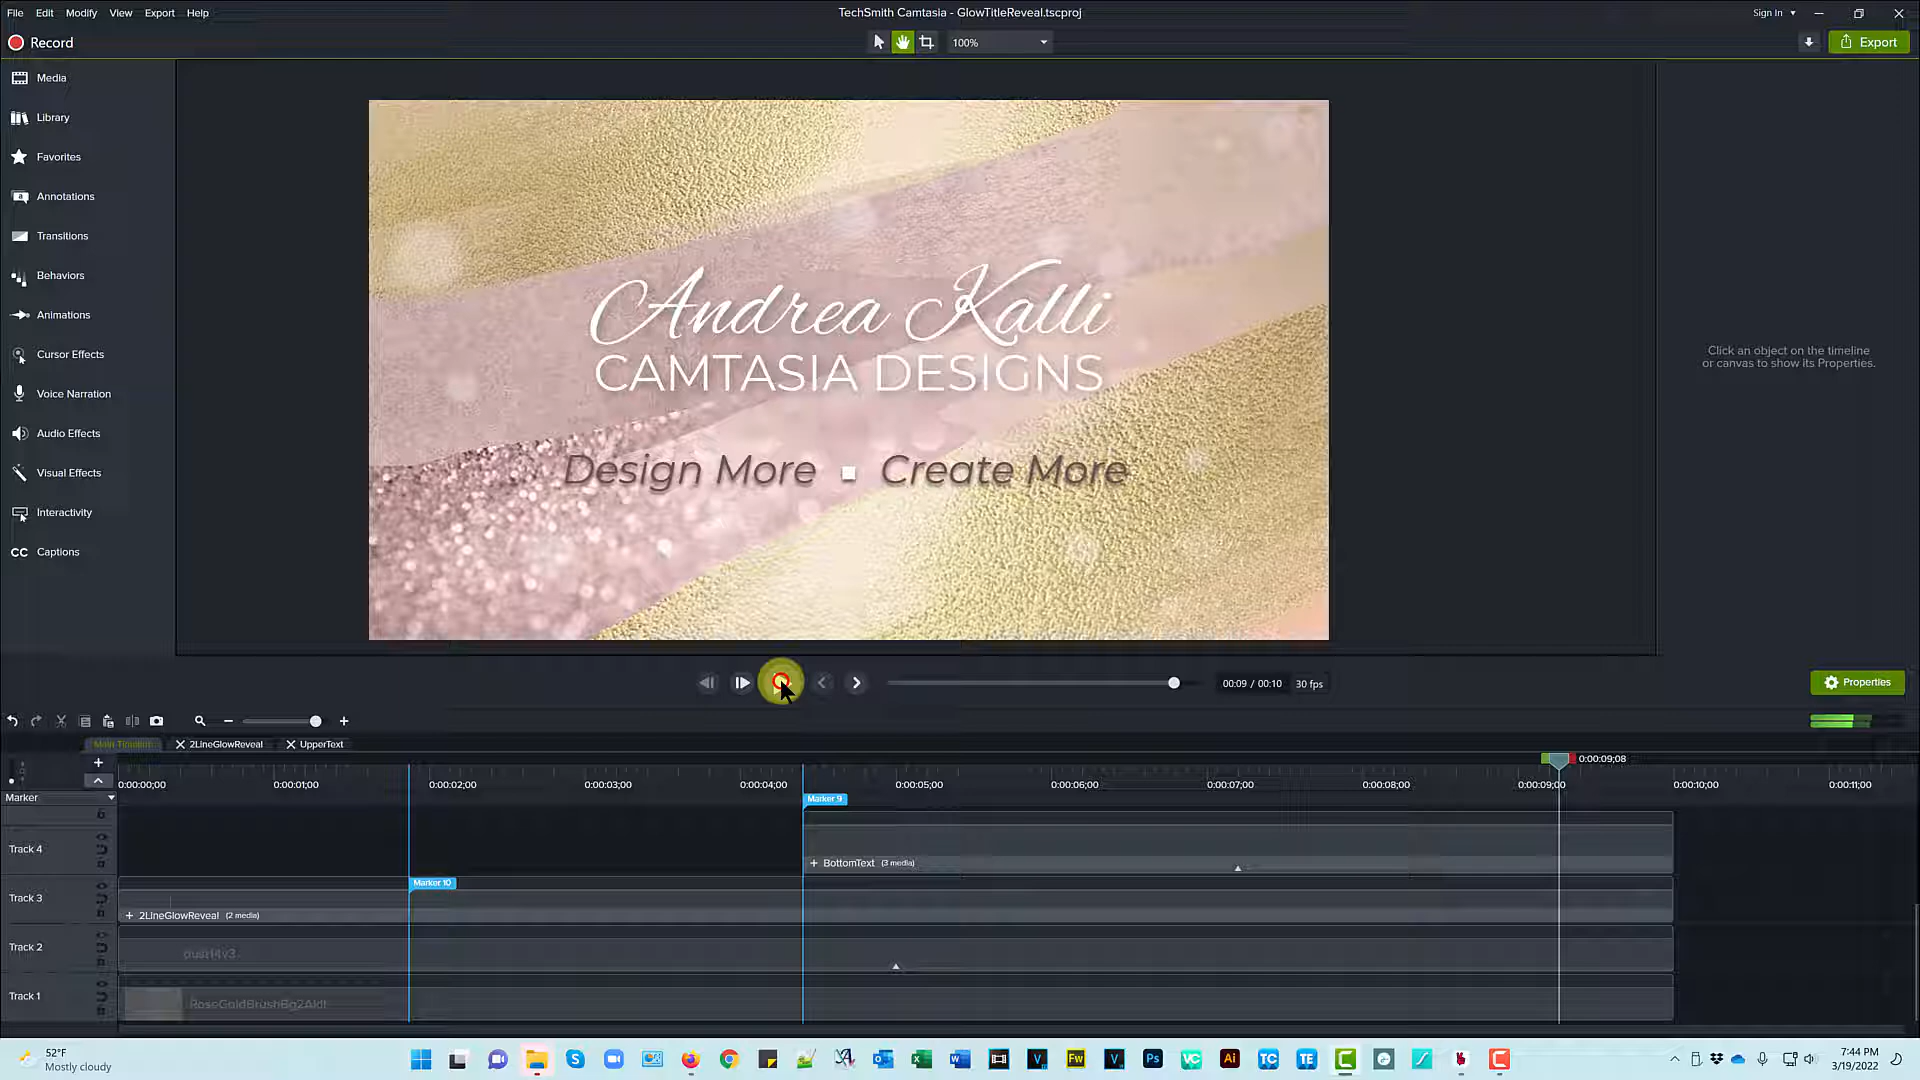 File Edit Modify View Export Help
TechSmith Camtasia - GlowTitleReveal.tscproj
Sign In
Record
100%
Export
Media
Library
Favorites
Annotations
Transitions
Behaviors
Animations
Cursor Effects
Voice Narration
Audio Effects
Visual Effects
Interactivity
CC Captions
Andrea Kalli
CAMTASIA DESIGNS
Design More Create More
Click an object on the timeline
or canvas to show its Properties.
00:09 / 00:10 30 fps
Properties
Main Timeline 2LineGlowReveal UpperText
0:00:09;08
0:00:00;00 0:00:01;00 0:00:02;00 0:00:03;00 0:00:04;00 0:00:05;00 0:00:06;00 0:00:07;00 0:00:08;00 0:00:09;00 0:00:10;00 0:00:11;00
Marker
Marker 9
Track 4
BottomText (3 media)
Marker 10
Track 3
2LineGlowReveal (2 media)
Track 2
dust14v3
Track 1
52°F
Mostly cloudy
7:44 PM
3/19/2022